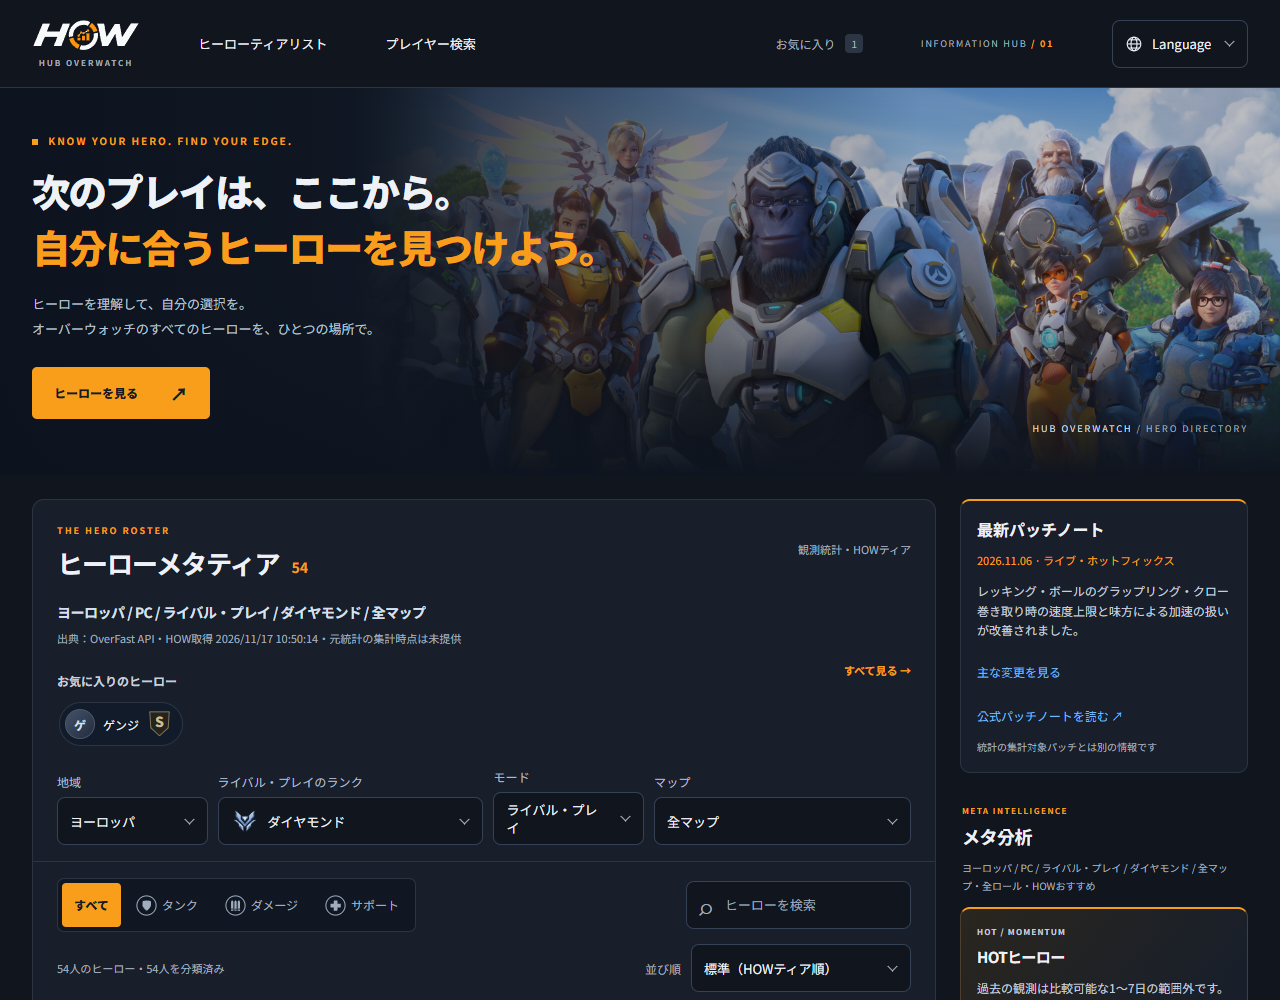 HOW
HUB OVERWATCH
ヒーローティアリスト
プレイヤー検索
お気に入り 1
INFORMATION HUB / 01
Language
KNOW YOUR HERO. FIND YOUR EDGE.
次のプレイは、ここから。
自分に合うヒーローを見つけよう。
ヒーローを理解して、自分の選択を。
オーバーウォッチのすべてのヒーローを、ひとつの場所で。
ヒーローを見る ↗
HUB OVERWATCH / HERO DIRECTORY
THE HERO ROSTER
ヒーローメタティア 54
観測統計・HOWティア
ヨーロッパ / PC / ライバル・プレイ / ダイヤモンド / 全マップ
出典：OverFast API・HOW取得 2026/11/17 10:50:14・元統計の集計時点は未提供
すべて見る →
お気に入りのヒーロー
ゲ ゲンジ S
地域
ヨーロッパ
ライバル・プレイのランク
ダイヤモンド
モード
ライバル・プレ
イ
マップ
全マップ
すべて
タンク
ダメージ
サポート
ヒーローを検索
54人のヒーロー・54人を分類済み
並び順
標準（HOWティア順）
最新パッチノート
2026.11.06・ライブ・ホットフィックス
レッキング・ボールのグラップリング・クロー
巻き取り時の速度上限と味方による加速の扱い
が改善されました。
主な変更を見る
公式パッチノートを読む ↗
統計の集計対象パッチとは別の情報です
META INTELLIGENCE
メタ分析
ヨーロッパ / PC / ライバル・プレイ / ダイヤモンド / 全マッ
プ・全ロール・HOWおすすめ
HOT / MOMENTUM
HOTヒーロー
過去の観測は比較可能な1〜7日の範囲外です。